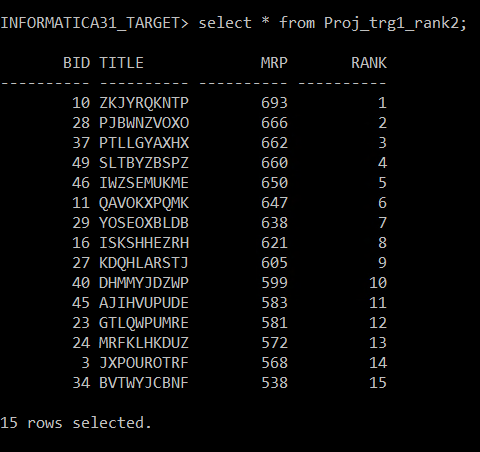 INFORMATICA31_TARGET> select * from Proj_trg1_rank2;
BID TITLE MRP RANK
---------- ---------- ---------- ----------
10 ZKJYRQKNTP 693 1
28 PJBWNZVOXO 666 2
37 PTLLGYAXHX 662 3
49 SLTBYZBSPZ 660 4
46 IWZSEMUKME 650 5
11 QAVOKXPQMK 647 6
29 YOSEOXBLDB 638 7
16 ISKSHHEZRH 621 8
27 KDQHLARSTJ 605 9
40 DHMMYJDZWP 599 10
45 AJIHVUPUDE 583 11
23 GTLQWPUMRE 581 12
24 MRFKLHKDUZ 572 13
3 JXPOUROTRF 568 14
34 BVTWYJCBNF 538 15
15 rows selected.